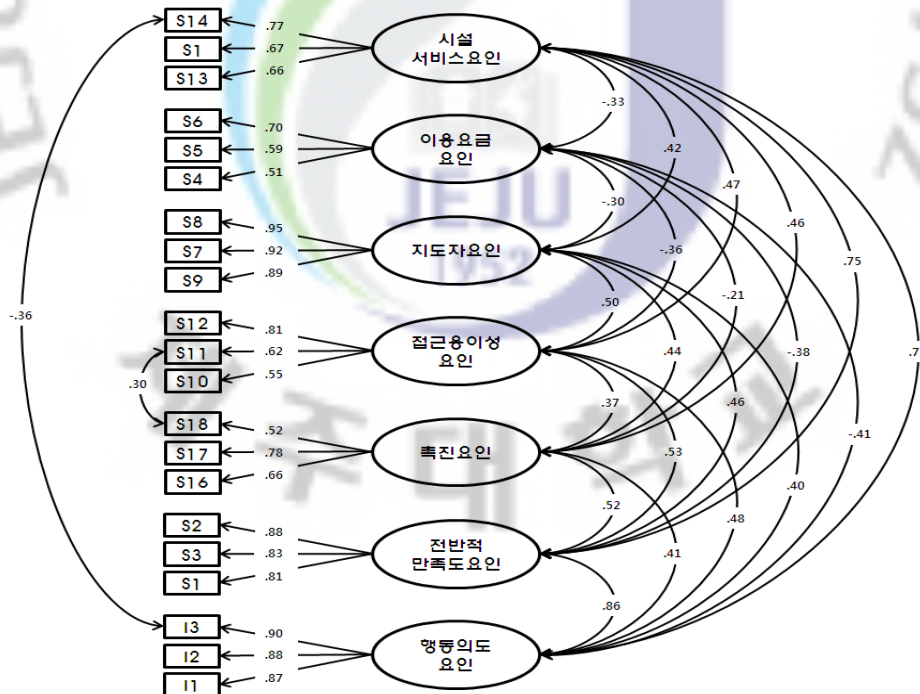 S14
.77
시설
서비스요인
S1
.67
S13
.66
-.33
S6
.70
이용요금
요인
S5
.59
S4
.51
.42
.47
JEJU
-.30
.46
S8
.95
지도자요인
S7
.92
S9
.89
1952
-.36
.75
-.21
.50
S12
.81
접근용이성
요인
S11
.62
S10
.55
-.36
.30
.44
-.38
.7
.37
.46
S18
.52
촉진요인
S17
.78
S16
.66
-.41
.53
.40
.52
.48
S2
.88
전반적
만족도요인
S3
.83
S1
.81
.41
.86
I3
.90
행동의도
요인
I2
.88
I1
.87